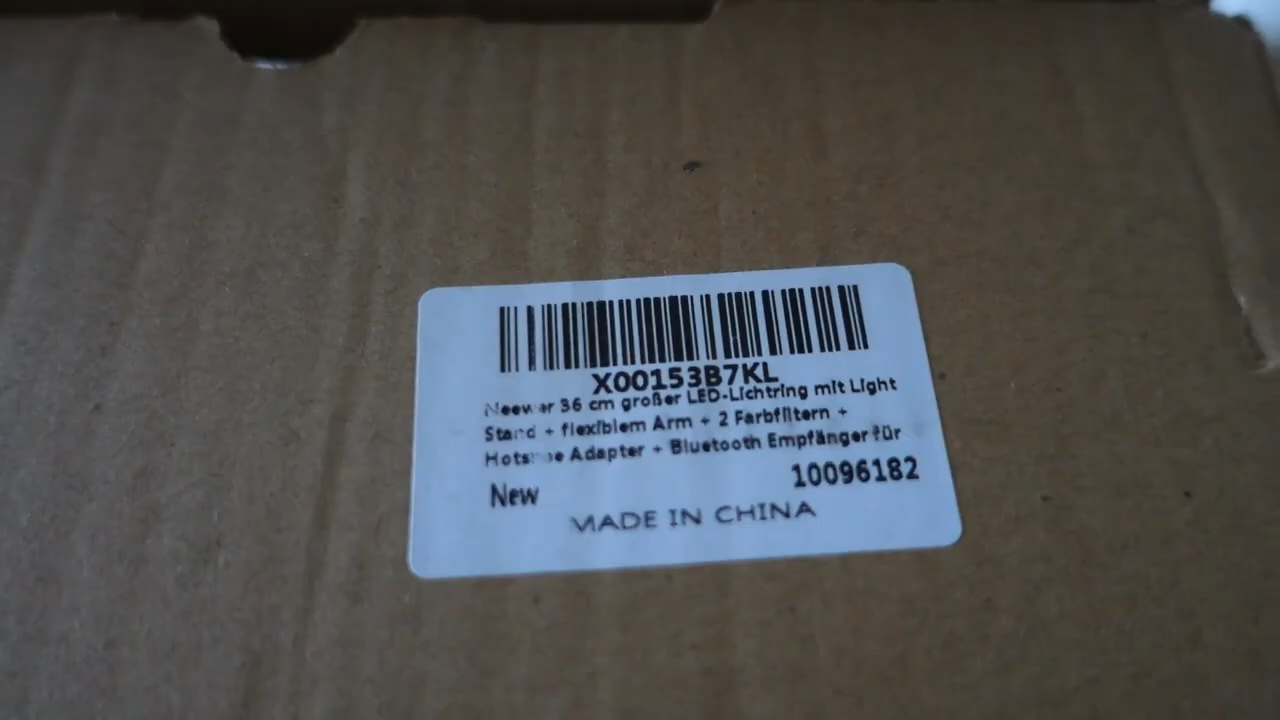 X00153B7KL
Neewer 36 cm großer LED-Lichtring mit Light
Stand + flexiblem Arm + 2 Farbfiltern +
Hotshoe Adapter + Bluetooth Empfänger für
New
10096182
MADE IN CHINA